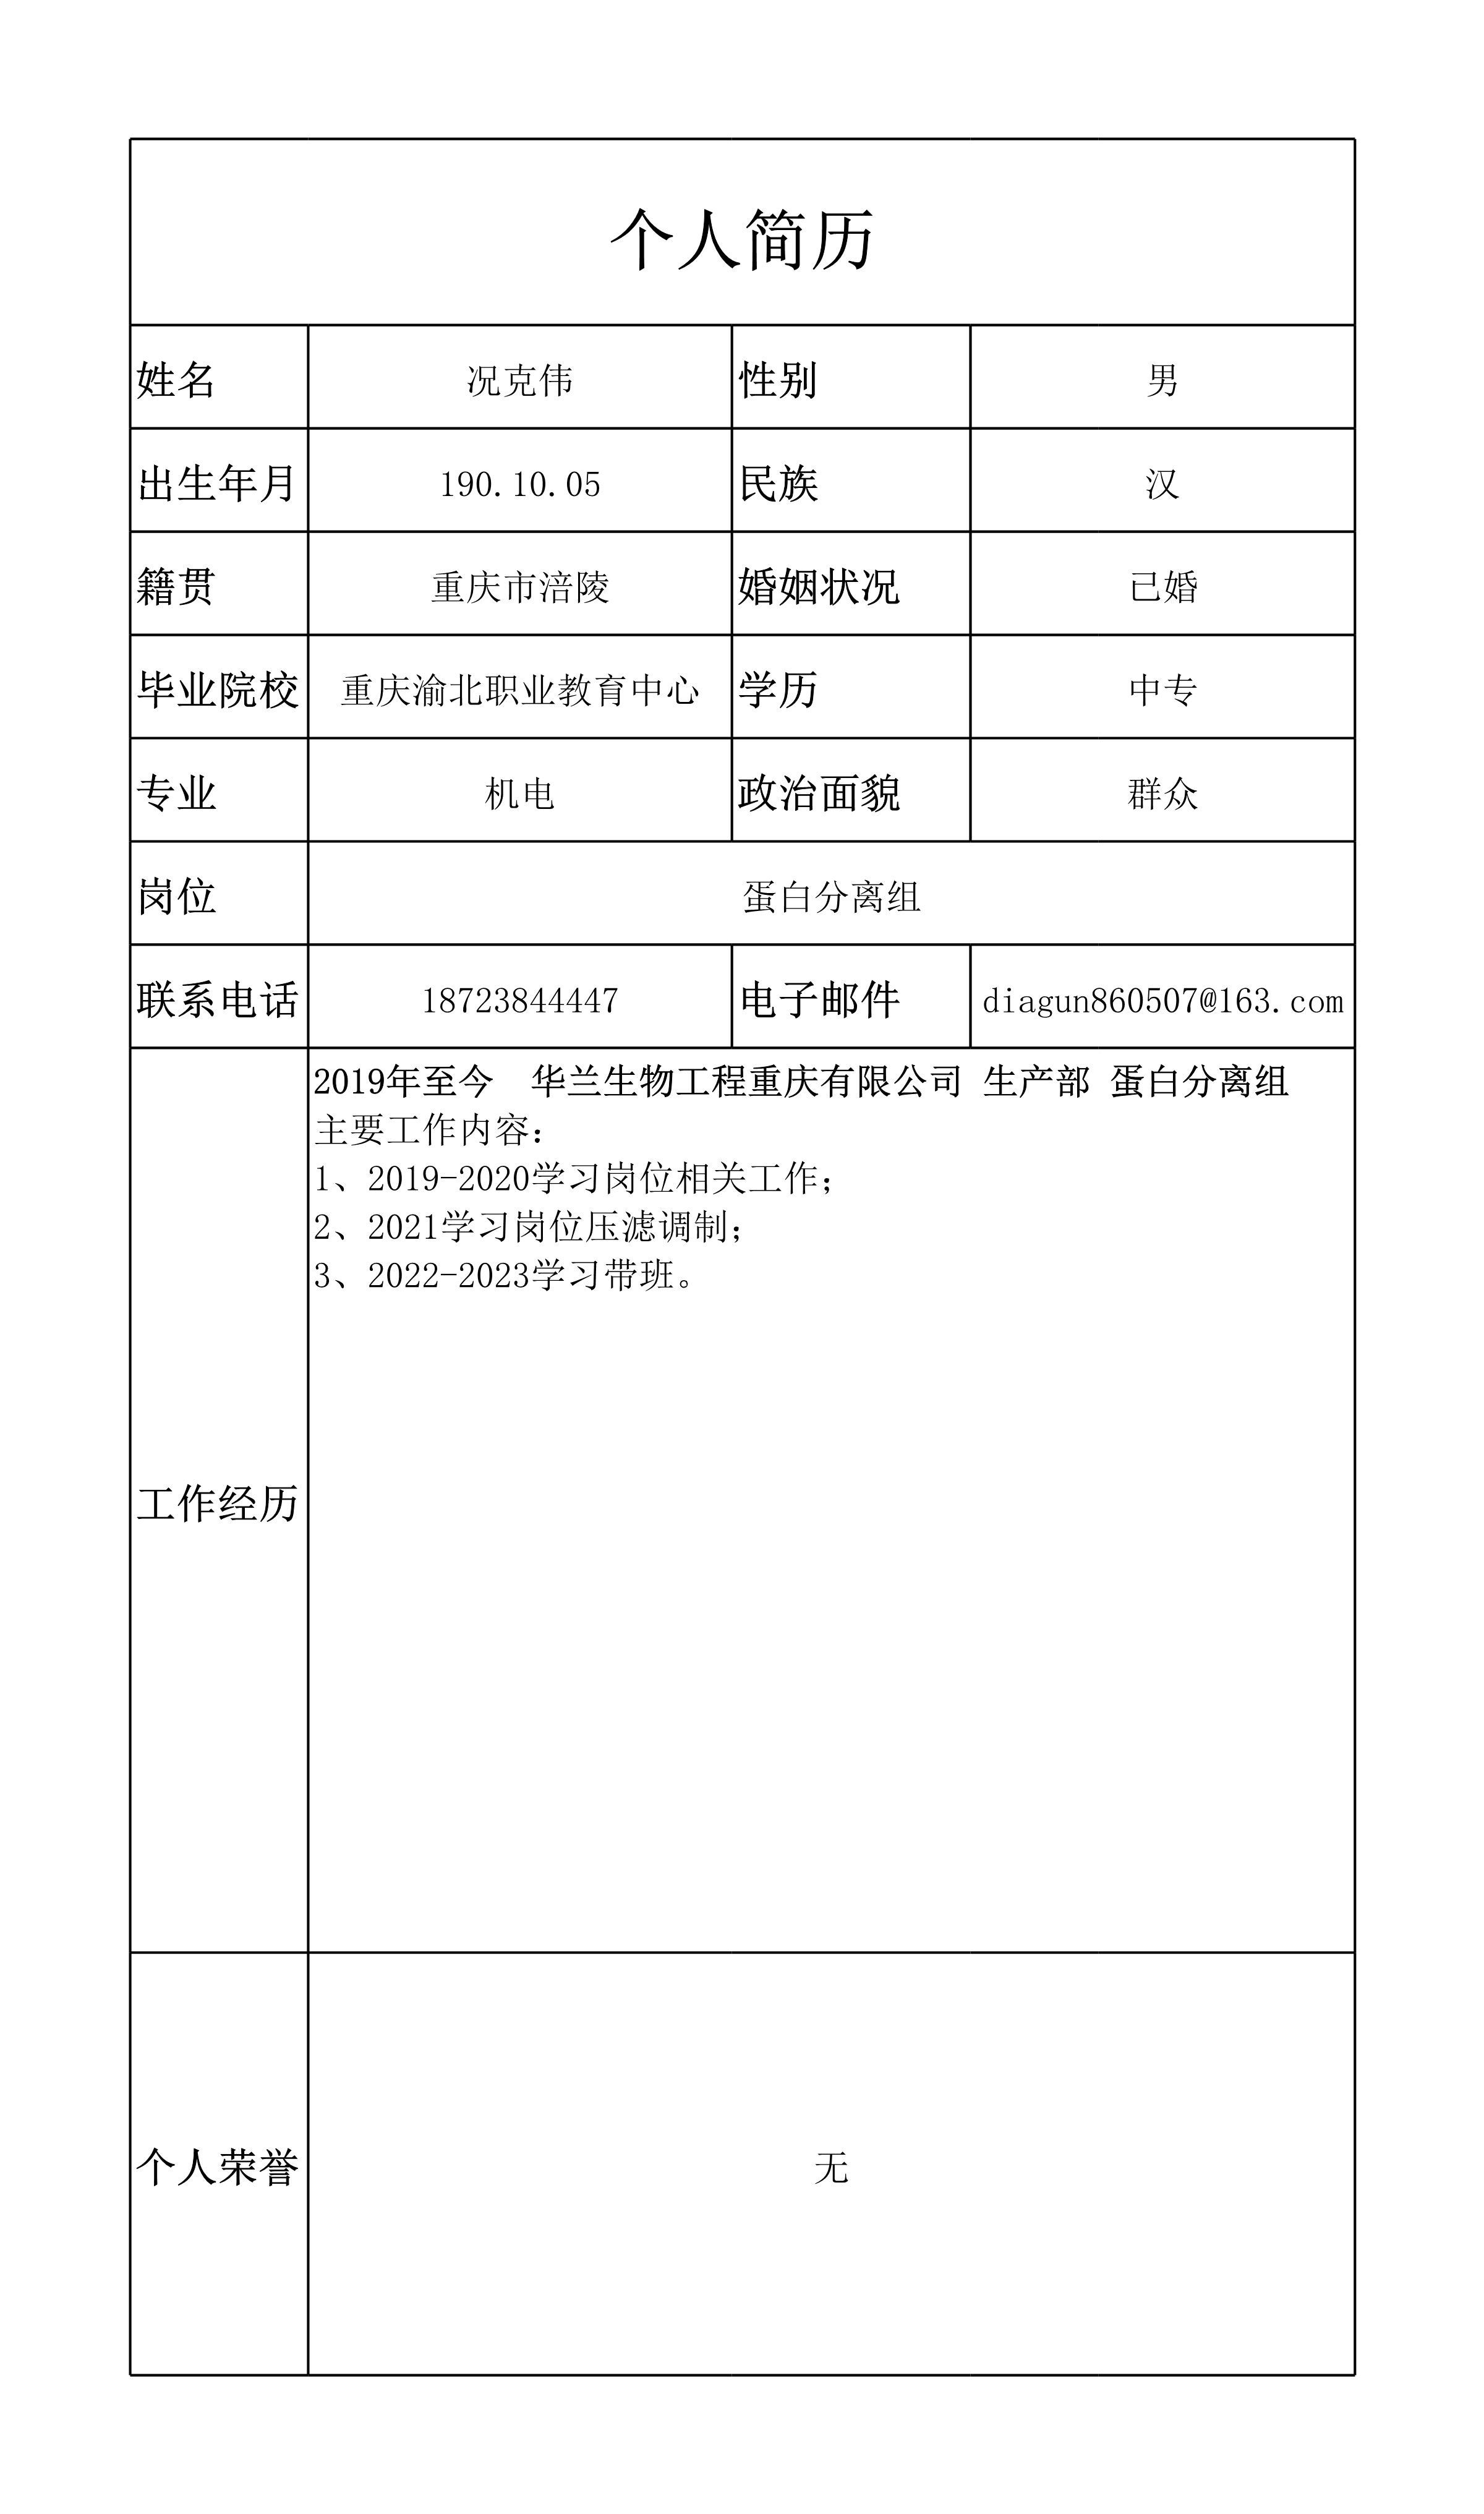 个人简历
姓名 况克伟 性别 男
出生年月 190.10.05 民族 汉
籍贯 重庆市涪陵 婚姻状况 已婚
毕业院校 重庆渝北职业教育中心 学历 中专
专业 机电 政治面貌 群众
岗位 蛋白分离组
联系电话 18723844447 电子邮件 diagun860507@163.com
2019年至今  华兰生物工程重庆有限公司 生产部 蛋白分离组
主要工作内容：
1、2019-2020学习岗位相关工作；
2、2021学习岗位压滤调制；
3、2022-2023学习带班。
工作经历
个人荣誉 无